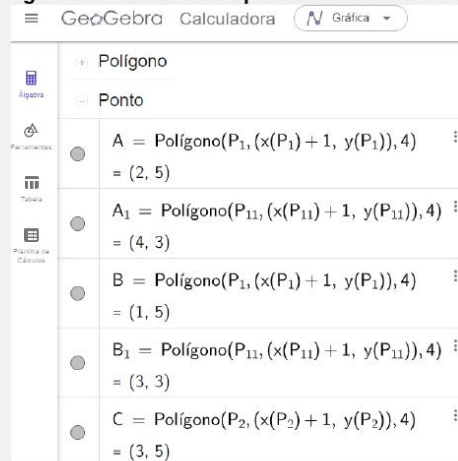 GeoGebra Calculadora Gráfica
Álgebra
Ferramentas
Tabela
Planilha de
Cálculos
Polígono
Ponto
A = Polígono(P₁, (x(P₁) + 1, y(P₁)), 4)
= (2, 5)
A₁ = Polígono(P₁₁, (x(P₁₁) + 1, y(P₁₁)), 4)
= (4, 3)
B = Polígono(P₁, (x(P₁) + 1, y(P₁)), 4)
= (1, 5)
B₁ = Polígono(P₁₁, (x(P₁₁) + 1, y(P₁₁)), 4)
= (3, 3)
C = Polígono(P₂, (x(P₂) + 1, y(P₂)), 4)
= (3, 5)